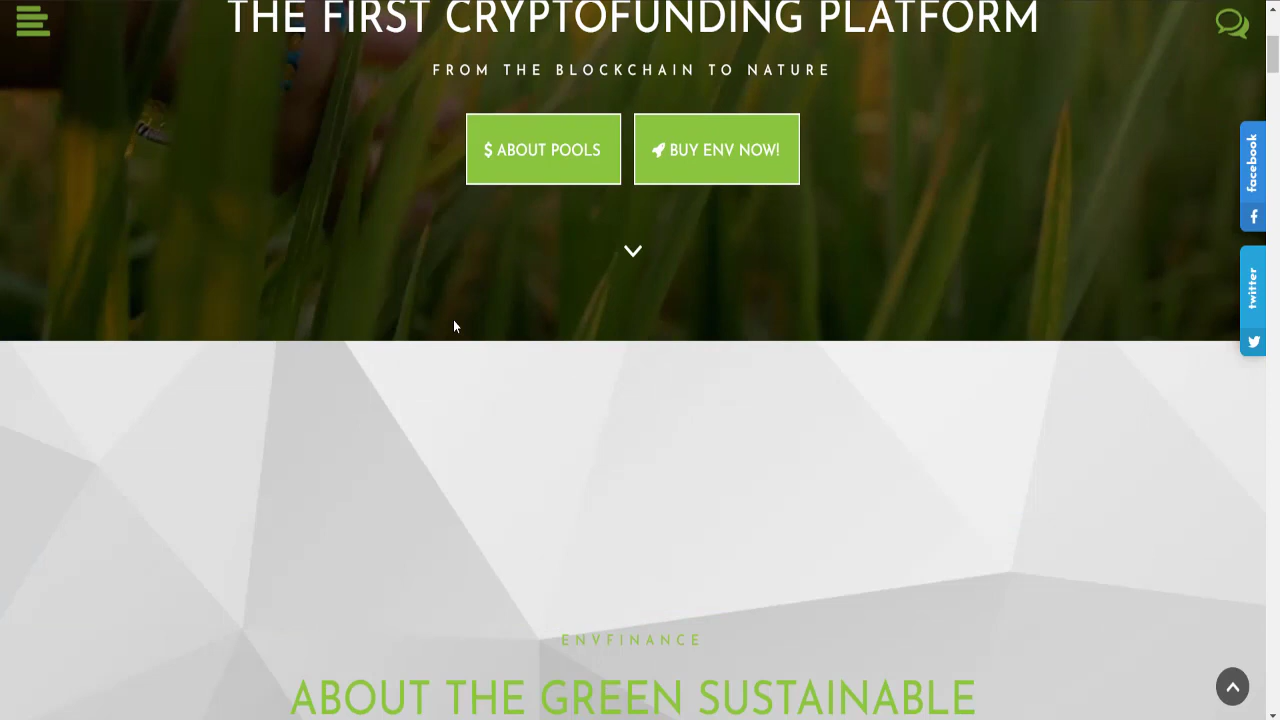 THE FIRST CRYPTOFUNDING PLATFORM
FROM THE BLOCKCHAIN TO NATURE
$ ABOUT POOLS
BUY ENV NOW!
facebook
twitter
ENVFINANCE
ABOUT THE GREEN SUSTAINABLE